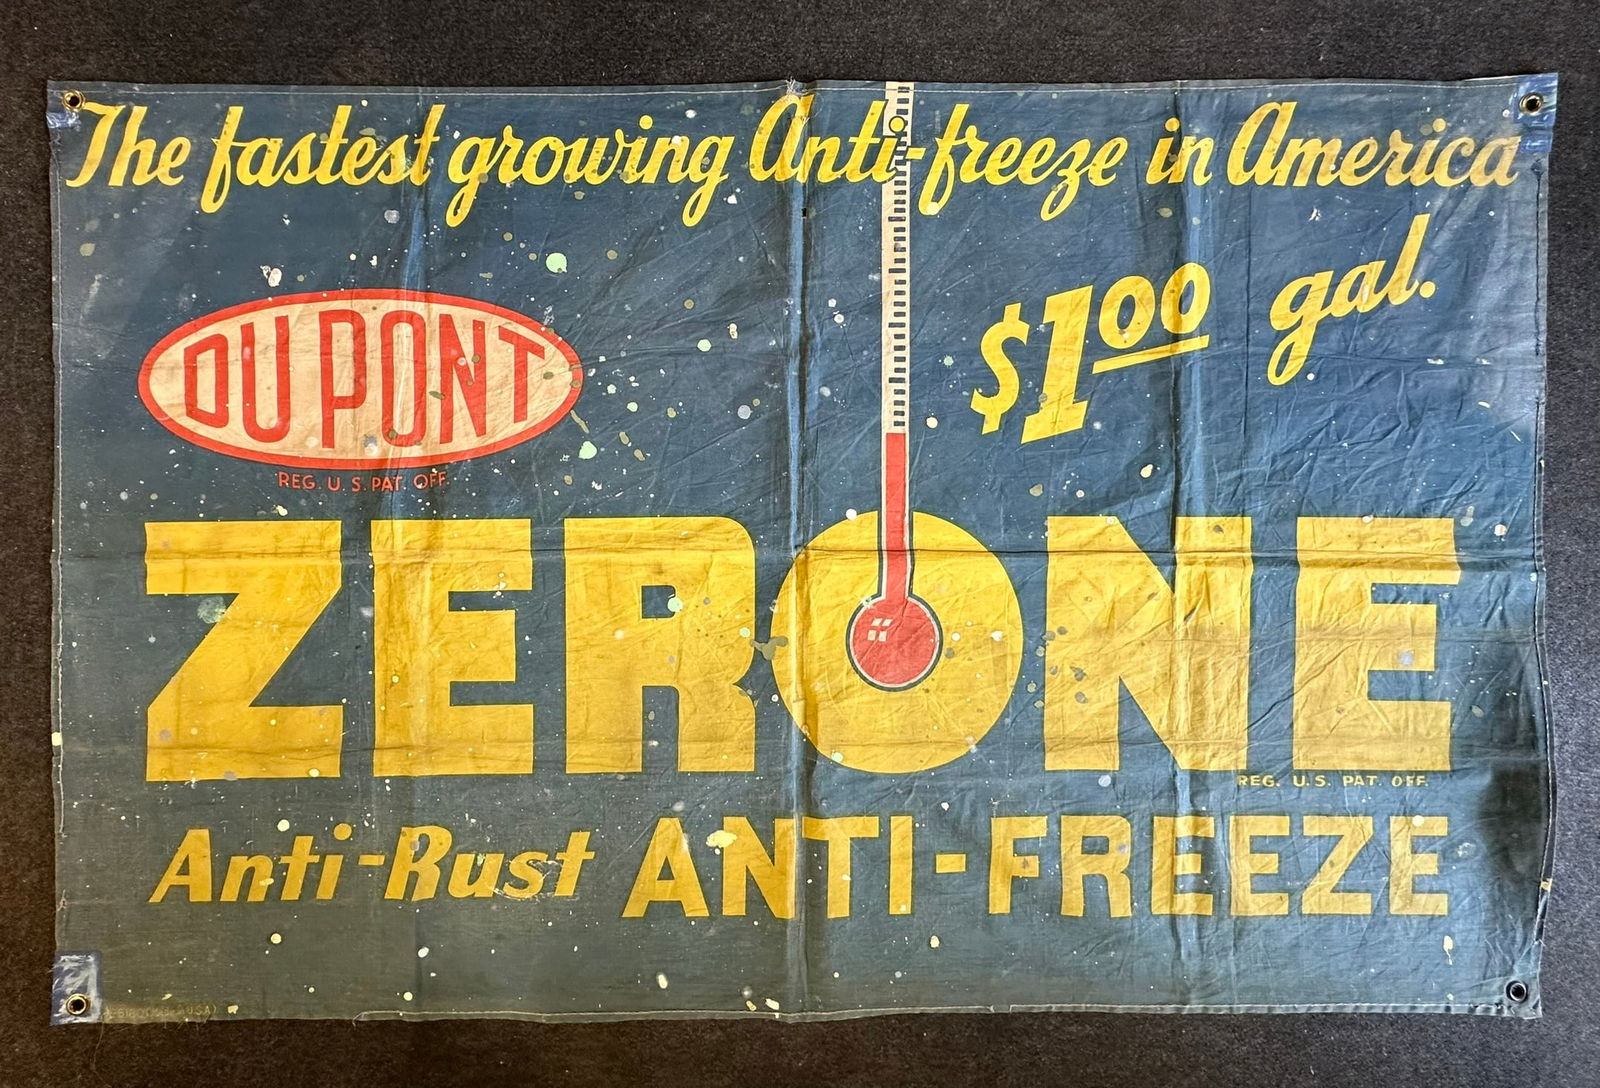 The fastest growing Anti-freeze in America
$1.00 gal.
DU PONT
REG. U.S. PAT. OFF.
ZERONE
REG. U.S. PAT. OFF.
Anti-Rust ANTI-FREEZE